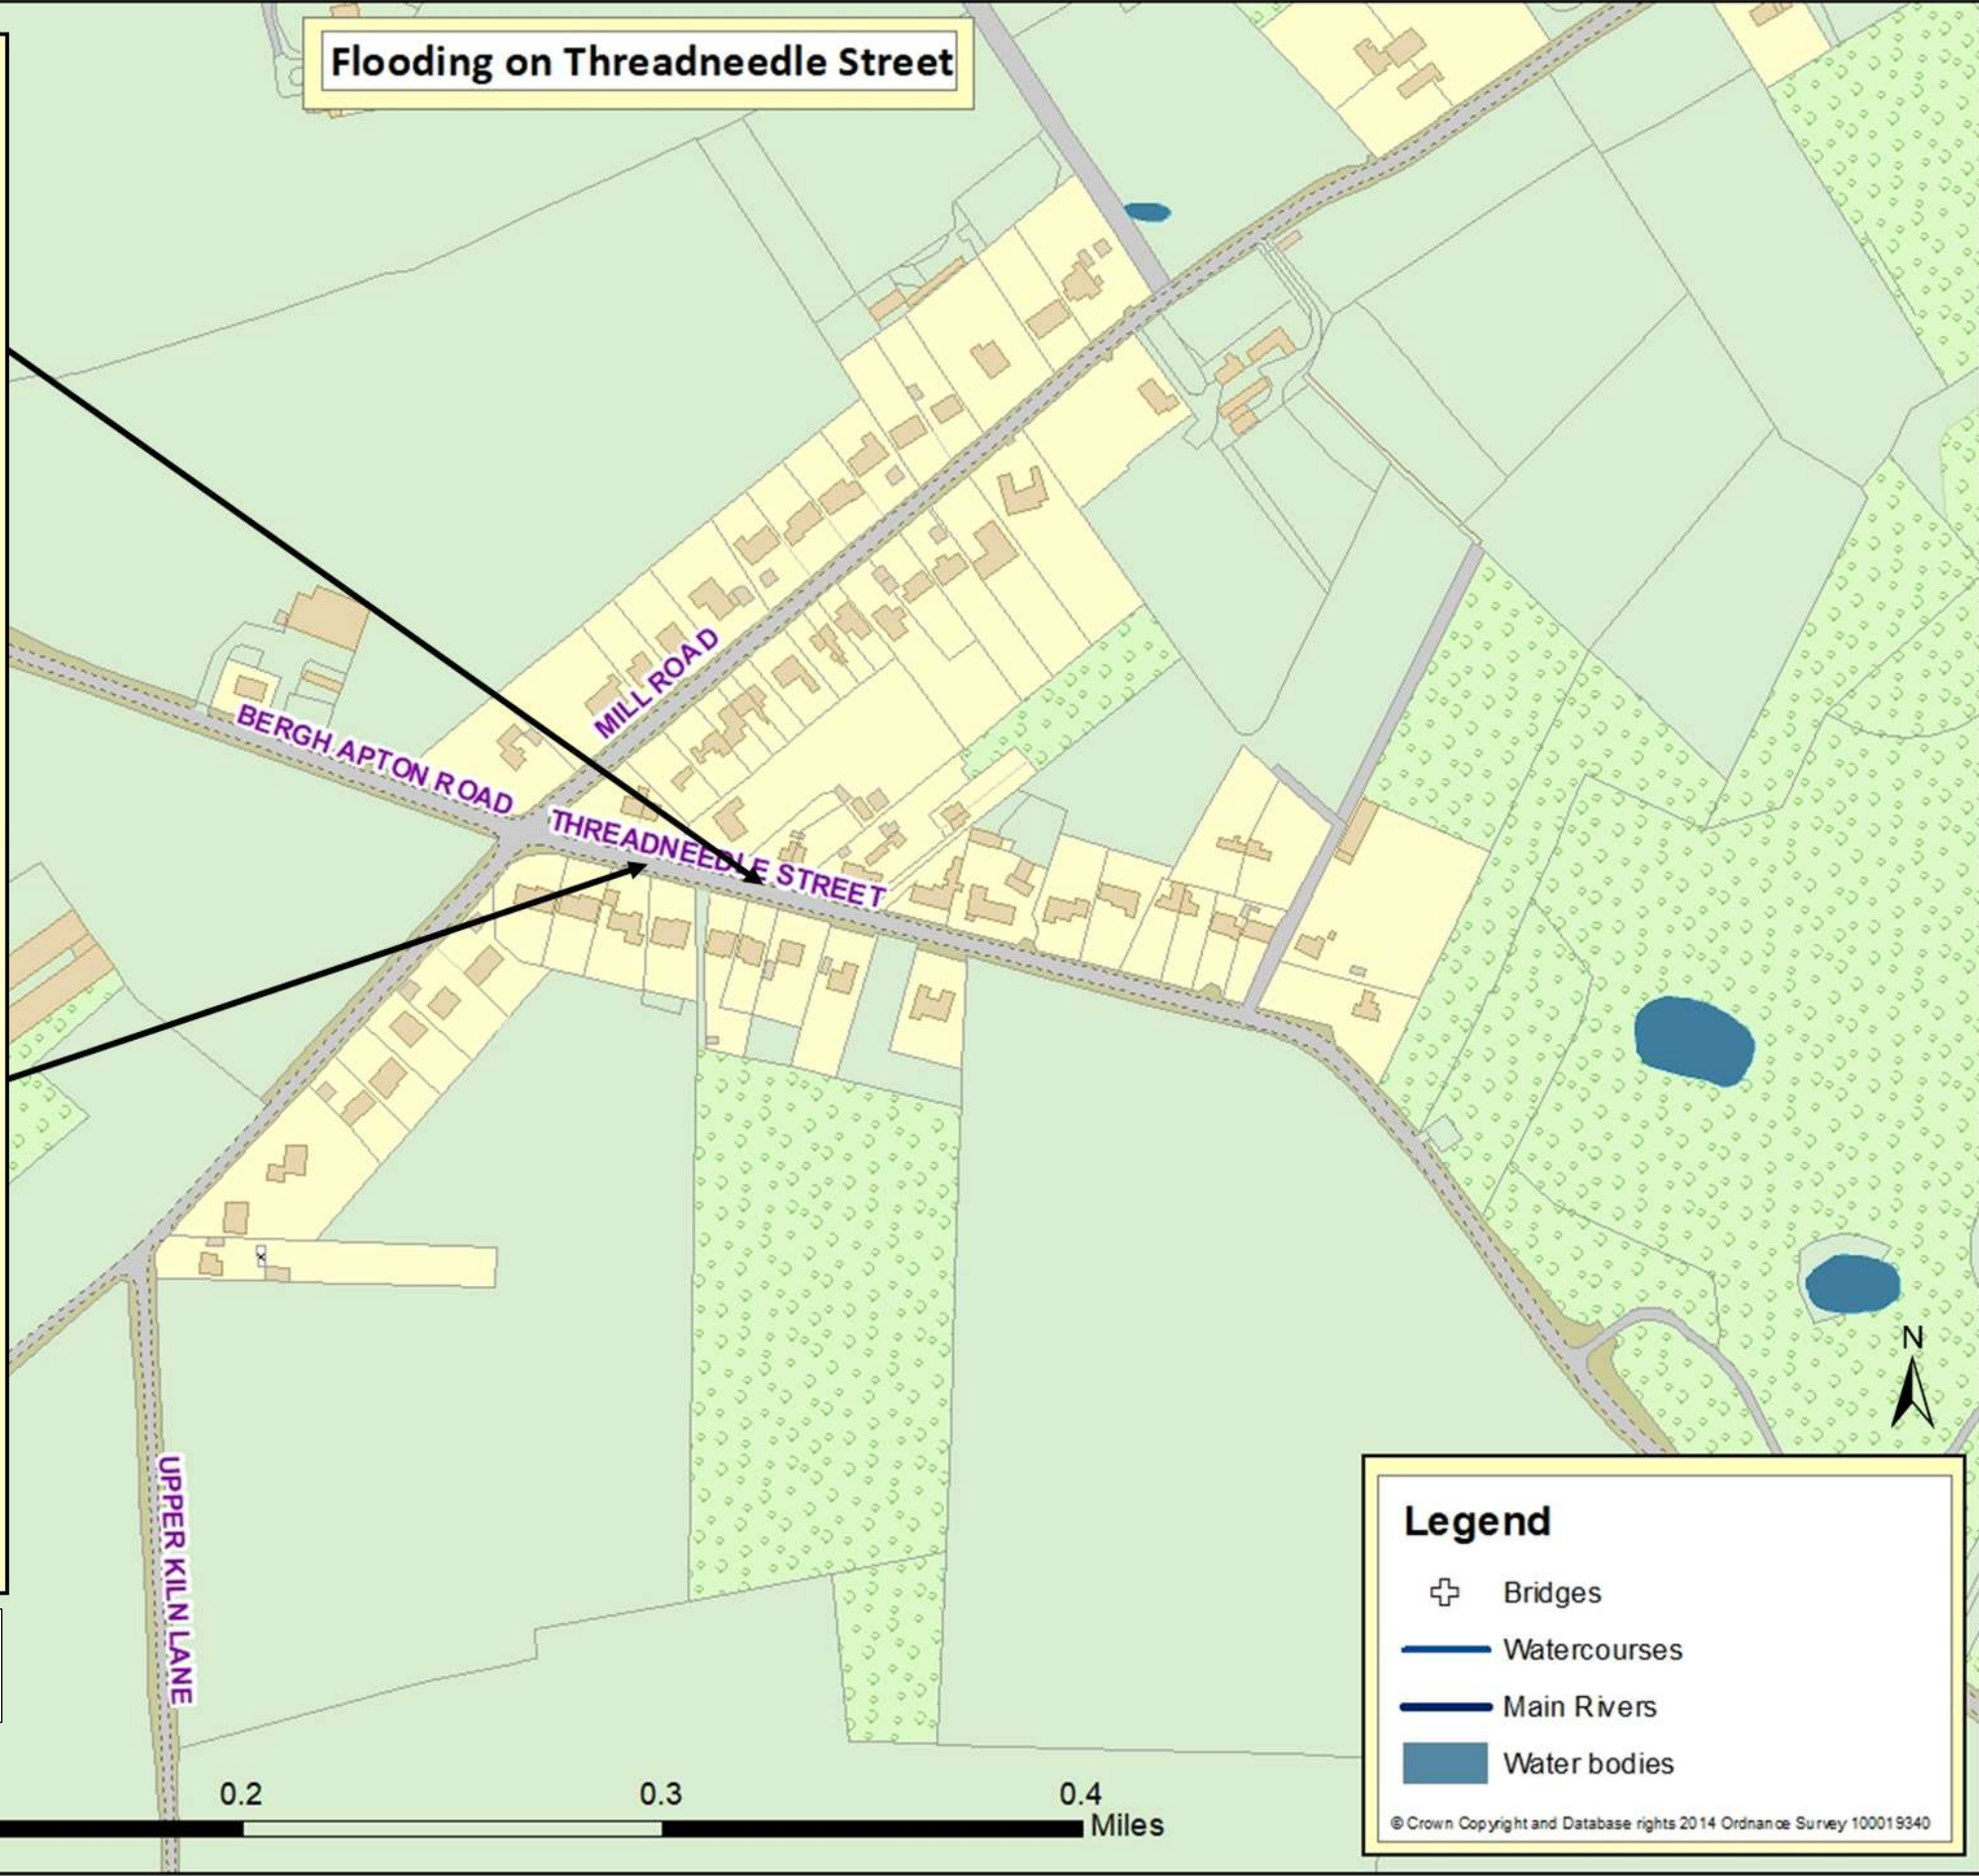 Flooding on Threadneedle Street
MILL ROAD
BERGH APTON ROAD
THREADNEEDLE STREET
UPPER KILN LANE
N
Legend
Bridges
Watercourses
Main Rivers
Water bodies
© Crown Copyright and Database rights 2014 Ordnance Survey 100019340
0.2 0.3 0.4
Miles